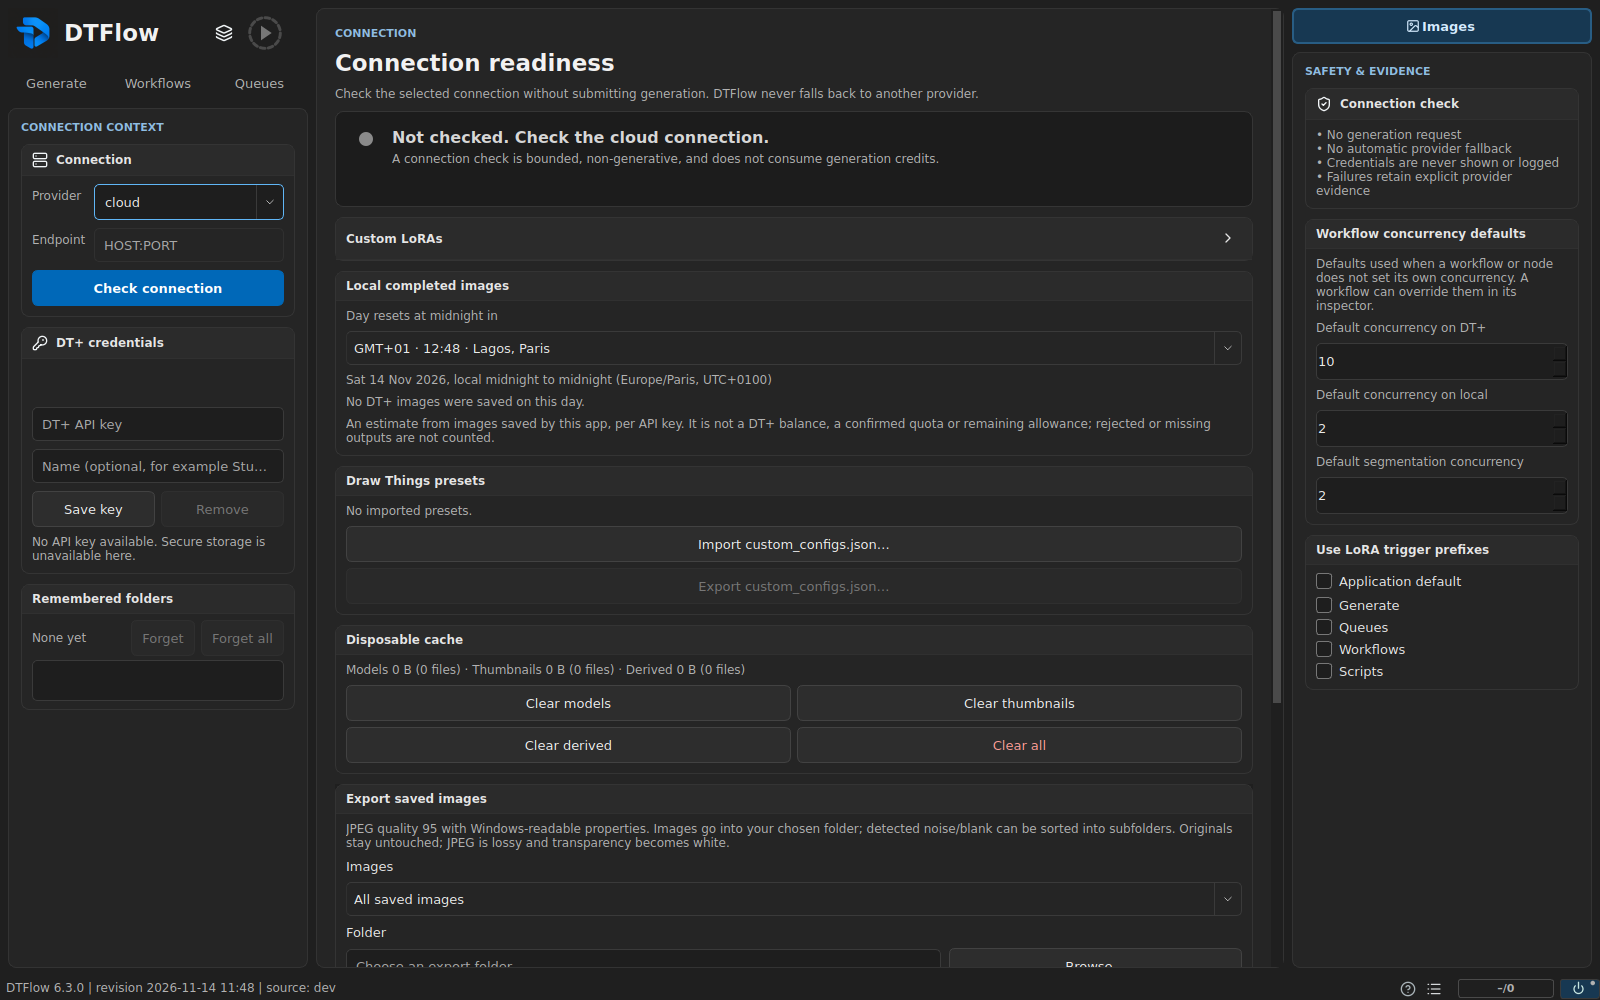 DTFlow
Generate
Workflows
Queues
CONNECTION CONTEXT
Connection
Provider
cloud
Endpoint
HOST:PORT
Check connection
DT+ credentials
DT+ API key
Name (optional, for example Stu...
Save key
Remove
No API key available. Secure storage is
unavailable here.
Remembered folders
None yet
Forget
Forget all
CONNECTION
Connection readiness
Check the selected connection without submitting generation. DTFlow never falls back to another provider.
Not checked. Check the cloud connection.
A connection check is bounded, non-generative, and does not consume generation credits.
Custom LoRAs
Local completed images
Day resets at midnight in
GMT+01 · 12:48 · Lagos, Paris
Sat 14 Nov 2026, local midnight to midnight (Europe/Paris, UTC+0100)
No DT+ images were saved on this day.
An estimate from images saved by this app, per API key. It is not a DT+ balance, a confirmed quota or remaining allowance; rejected or missing
outputs are not counted.
Draw Things presets
No imported presets.
Import custom_configs.json...
Export custom_configs.json...
Disposable cache
Models 0 B (0 files) · Thumbnails 0 B (0 files) · Derived 0 B (0 files)
Clear models
Clear thumbnails
Clear derived
Clear all
Export saved images
JPEG quality 95 with Windows-readable properties. Images go into your chosen folder; detected noise/blank can be sorted into subfolders. Originals
stay untouched; JPEG is lossy and transparency becomes white.
Images
All saved images
Folder
Choose an export folder
Browse
Images
SAFETY & EVIDENCE
Connection check
• No generation request
• No automatic provider fallback
• Credentials are never shown or logged
• Failures retain explicit provider
evidence
Workflow concurrency defaults
Defaults used when a workflow or node
does not set its own concurrency. A
workflow can override them in its
inspector.
Default concurrency on DT+
10
Default concurrency on local
2
Default segmentation concurrency
2
Use LoRA trigger prefixes
Application default
Generate
Queues
Workflows
Scripts
DTFlow 6.3.0 | revision 2026-11-14 11:48 | source: dev
-/0